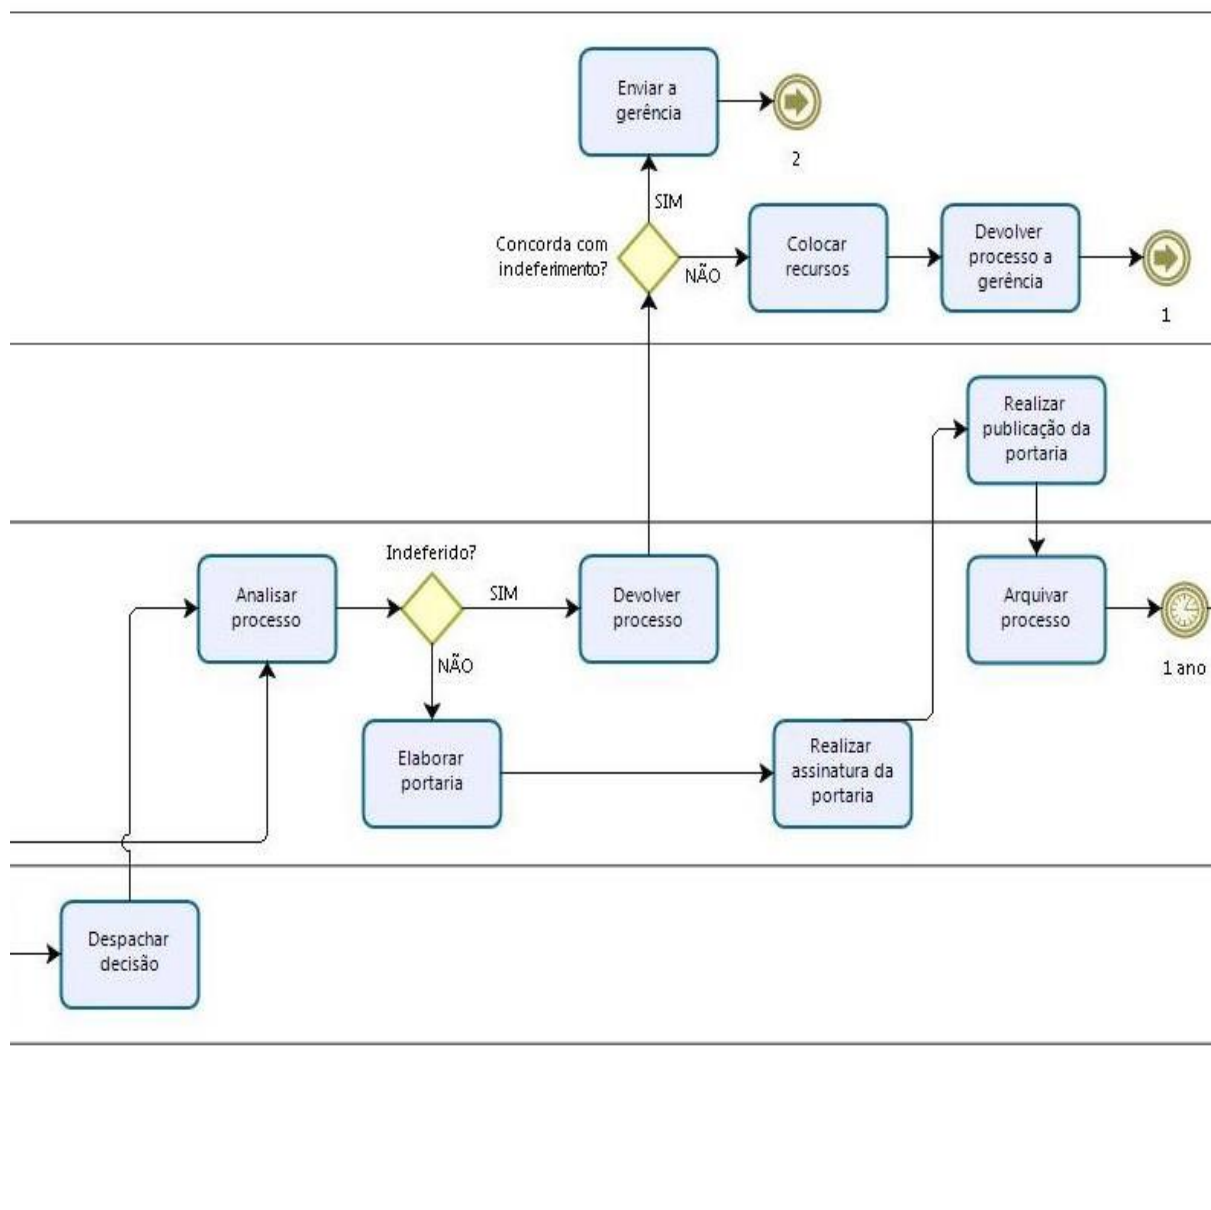 Enviar a
gerência
2
SIM
Concorda com
indeferimento?
NÃO
Colocar
recursos
Devolver
processo a
gerência
1
Realizar
publicação da
portaria
Analisar
processo
Indeferido?
SIM
NÃO
Devolver
processo
Arquivar
processo
1 ano
Elaborar
portaria
Realizar
assinatura da
portaria
Despachar
decisão